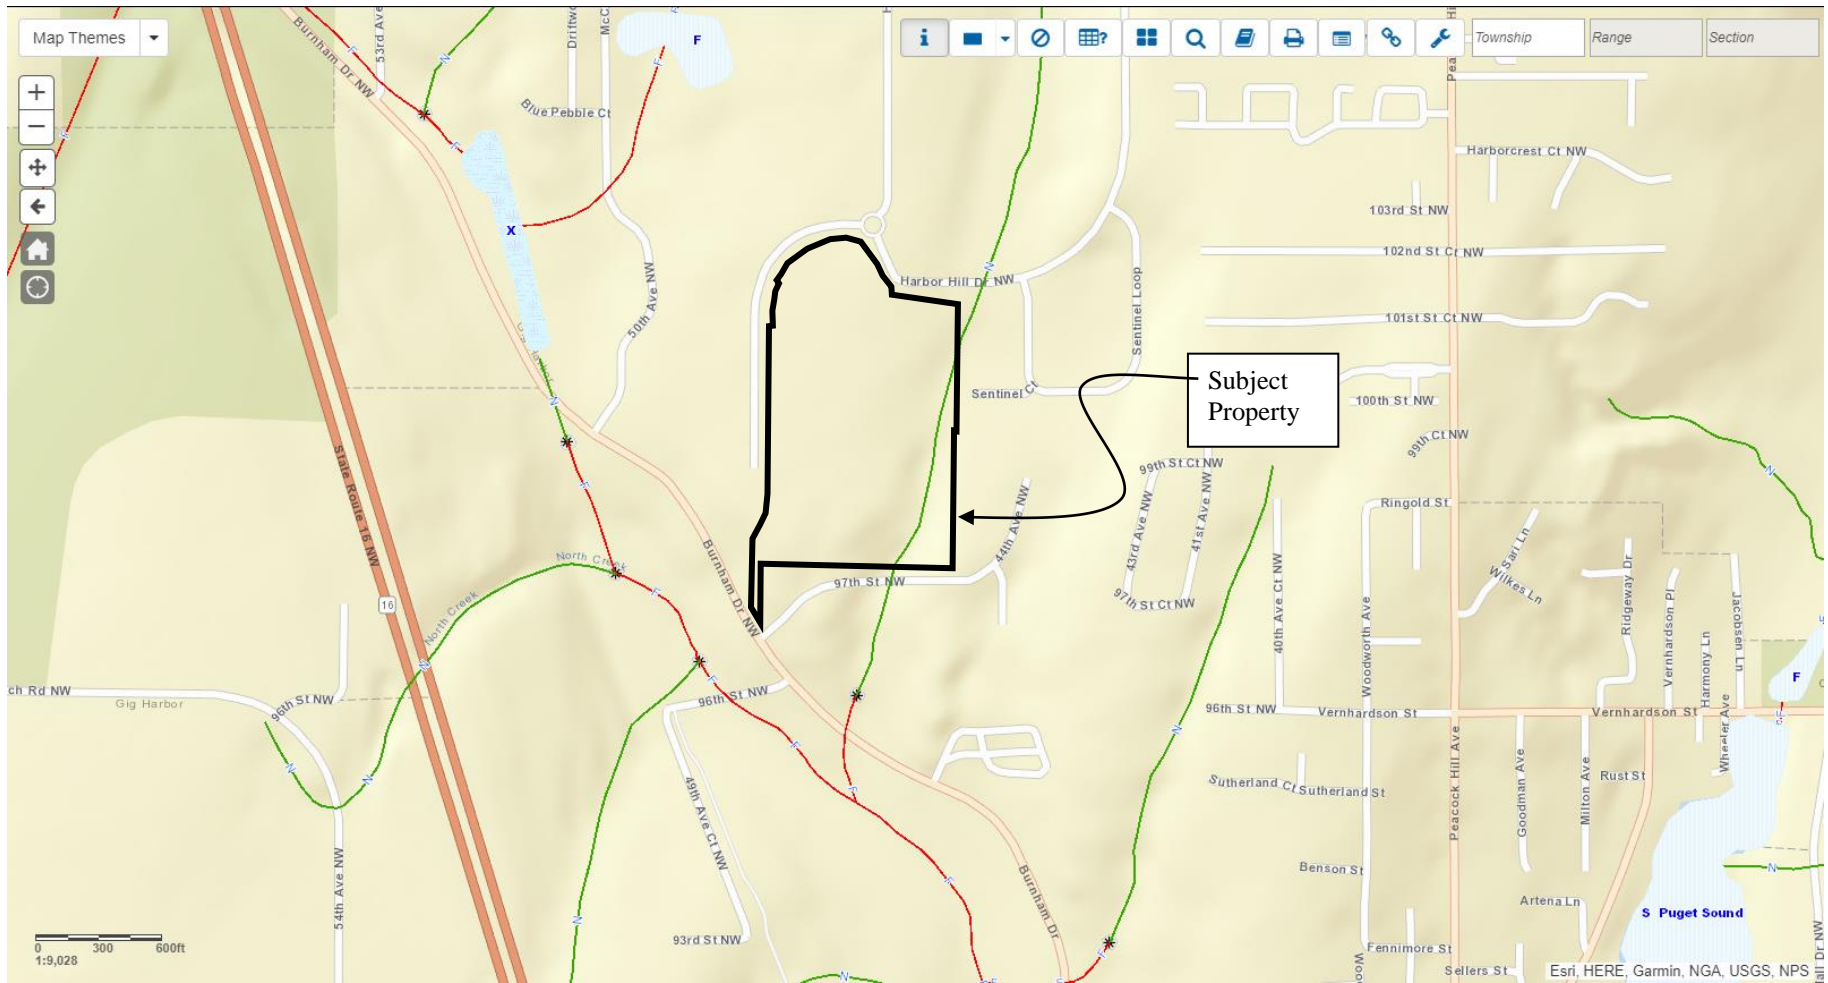 Map Themes
Township
Range
Section
Burnham Dr NW
53rd Ave
Driftwo
McC
F
Blue Pebble Ct
F
N
F
F
F
N
X
50th Ave NW
Harbor Hill Dr NW
N
Sentinel Loop
Sentinel Ct
Harborcrest Ct NW
103rd St NW
102nd St Ct NW
101st St Ct NW
100th St NW
99th Ct NW
Subject
Property
State Route 16 NW
16
N
F
North Creek
North Creek
F
Burnham Dr NW
97th St NW
44th Ave NW
99th St Ct NW
43rd Ave NW
41st Ave NW
97th St Ct NW
Ringold St
Sari Ln
Wilkes Ln
Ridgeway Dr
Vernhardson Pl
Jacobsen Ln
Harmony Ln
Wheeler Ave
N
F
40th Ave Ct NW
Woodworth Ave
ch Rd NW
Gig Harbor
96th St NW
N
N
N
54th Ave NW
96th St NW
F
N
F
F
49th Ave Ct NW
93rd St NW
N
N
F
Burnham Dr
F
96th St NW
Vernhardson St
Vernhardson St
N
Sutherland Ct
Sutherland St
Peacock Hill Ave
Goodman Ave
Milton Ave
Rust St
Benson St
Artena Ln
Fennimore St
Sellers St
N
S Puget Sound
0 300 600ft
1:9,028
Esri, HERE, Garmin, NGA, USGS, NPS